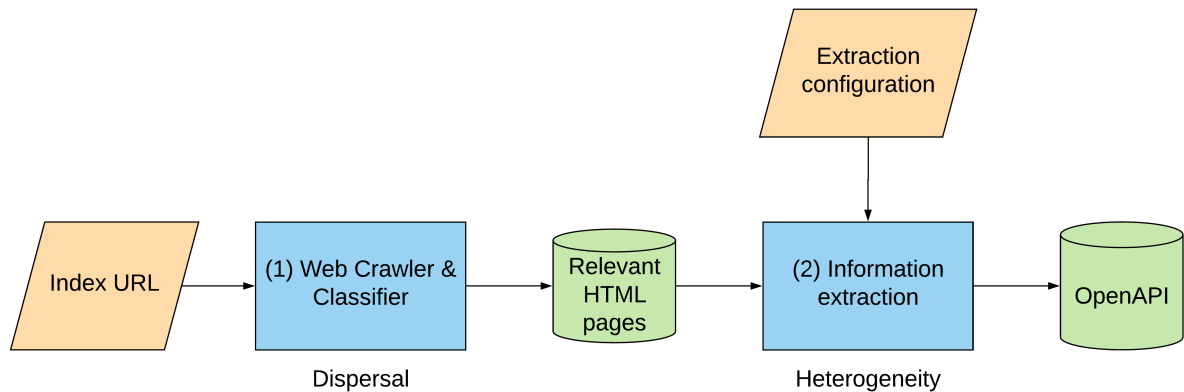 Extraction
configuration
Index URL
(1) Web Crawler &
Classifier
Relevant
HTML
pages
(2) Information
extraction
OpenAPI
Dispersal
Heterogeneity